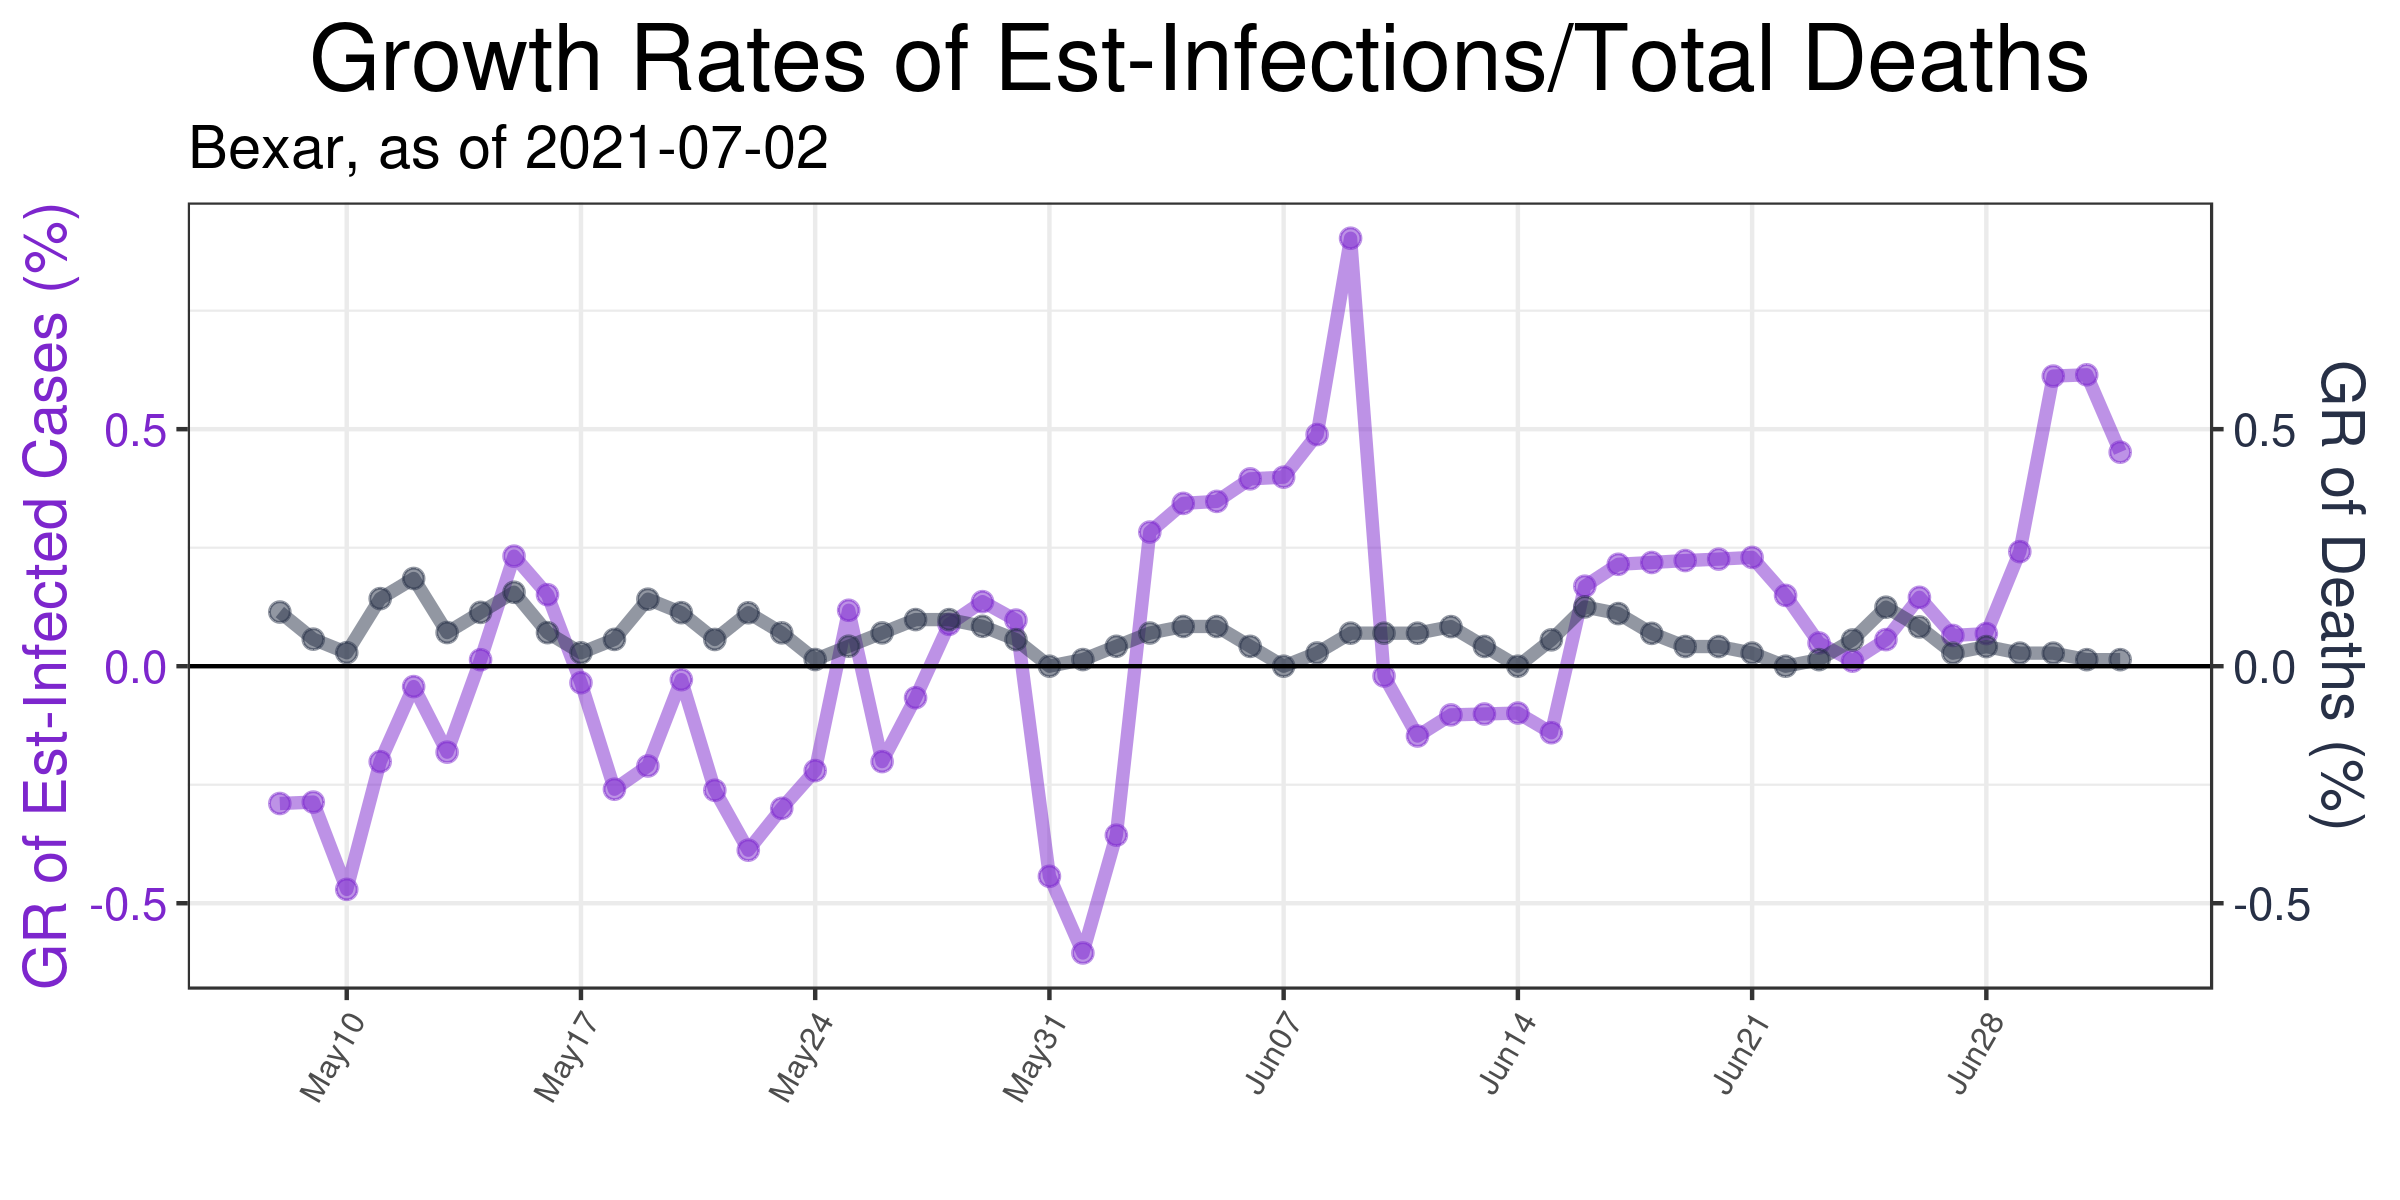 Growth Rates of Est-Infections/Total Deaths
Bexar, as of 2021-07-02
GR of Est-Infected Cases (%)
0.5
0.0
-0.5
0.5
0.0
-0.5
GR of Deaths (%)
May10
May17
May24
May31
Jun07
Jun14
Jun21
Jun28